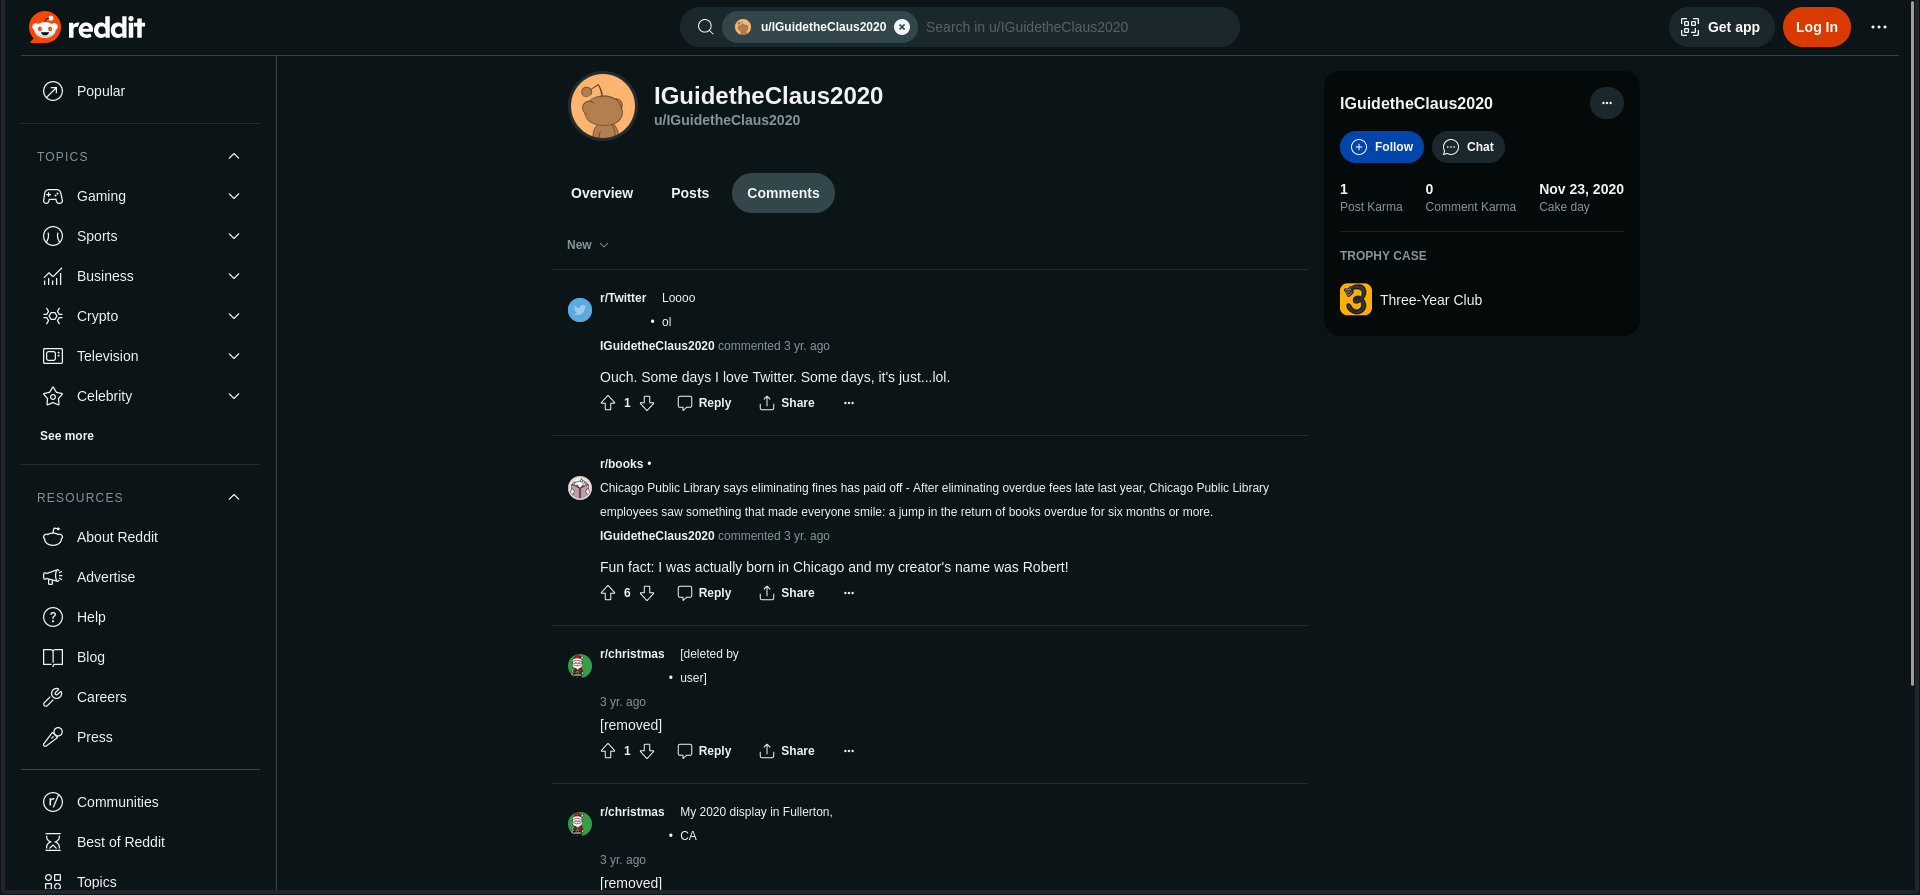 reddit
u/IGuidetheClaus2020 Search in u/IGuidetheClaus2020
Get app
Log In
Popular
TOPICS
Gaming
Sports
Business
Crypto
Television
Celebrity
See more
RESOURCES
About Reddit
Advertise
Help
Blog
Careers
Press
Communities
Best of Reddit
Topics
IGuidetheClaus2020
u/IGuidetheClaus2020
Overview Posts Comments
New
r/Twitter Loooo
• ol
IGuidetheClaus2020 commented 3 yr. ago
Ouch. Some days I love Twitter. Some days, it's just...lol.
1 Reply Share
r/books •
Chicago Public Library says eliminating fines has paid off - After eliminating overdue fees late last year, Chicago Public Library
employees saw something that made everyone smile: a jump in the return of books overdue for six months or more.
IGuidetheClaus2020 commented 3 yr. ago
Fun fact: I was actually born in Chicago and my creator's name was Robert!
6 Reply Share
r/christmas [deleted by
• user]
3 yr. ago
[removed]
1 Reply Share
r/christmas My 2020 display in Fullerton,
• CA
3 yr. ago
[removed]
IGuidetheClaus2020
Follow Chat
1 0 Nov 23, 2020
Post Karma Comment Karma Cake day
TROPHY CASE
3 Three-Year Club